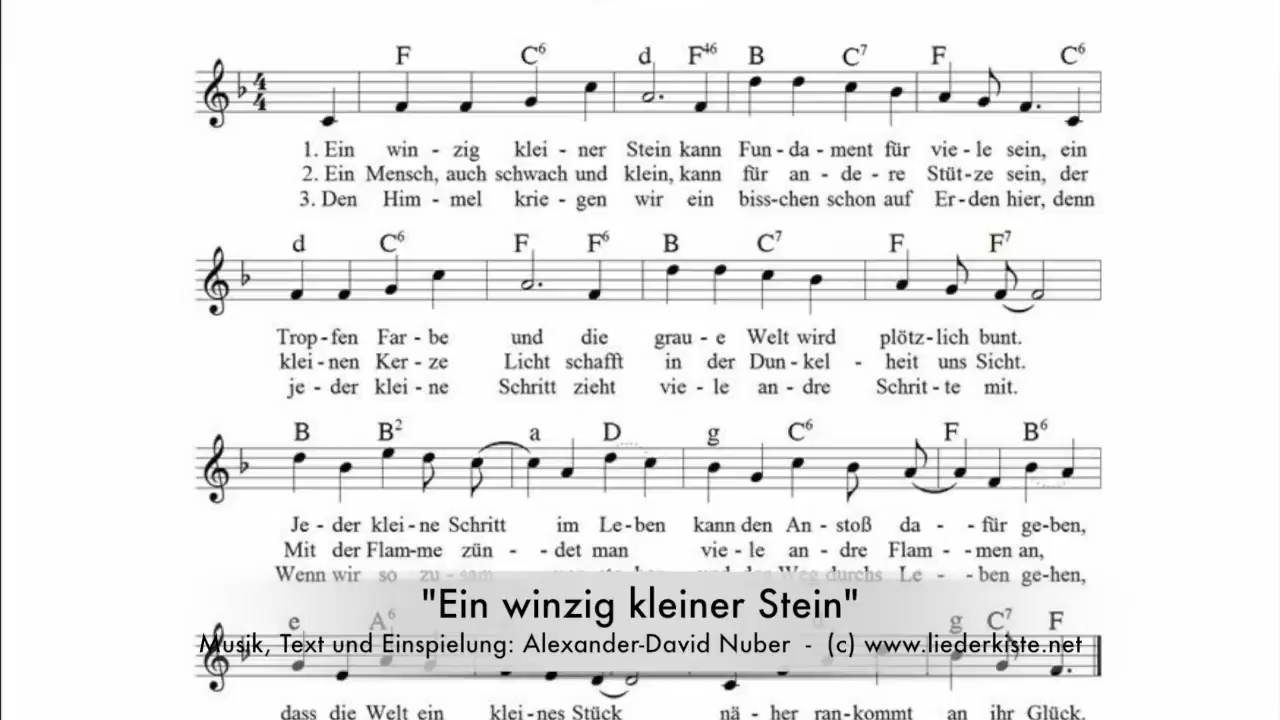 F C6 d F46 B C7 F C6
1. Ein win - zig klei - ner Stein kann Fun - da - ment für vie - le sein, ein
2. Ein Mensch, auch schwach und klein, kann für an - de - re Stüt - ze sein, der
3. Den Him - mel krie - gen wir ein biss - chen schon auf Er - den hier, denn
d C6 F F6 B C7 F F7
Trop - fen Far - be und die grau - e Welt wird plötz - lich bunt.
klei - nen Ker - ze Licht schafft in der Dun - kel - heit uns Sicht.
je - der klei - ne Schritt zieht vie - le an - dre Schrit - te mit.
B B2 a D g C6 F B6
Je - der klei - ne Schritt im Le - ben kann den An - stoß da - - für ge - ben,
Mit der Flam - me zün - - det man vie - le an - dre Flam - - men an,
Wenn wir so zu - sam den Weg durchs Le - - ben gehen,
"Ein winzig kleiner Stein"
e A6 g C7 F
Musik, Text und Einspielung: Alexander-David Nuber - (c) www.liederkiste.net
dass die Welt ein klei - nes Stück nä - her ran - kommt an ihr Glück.